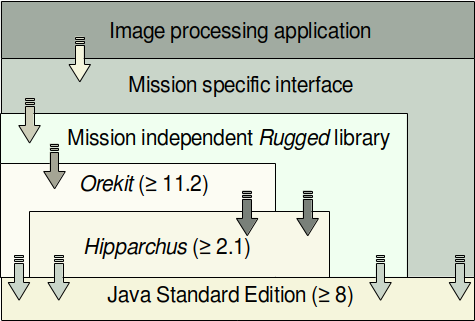 Image processing application
Mission specific interface
Mission independent Rugged library
Orekit (≥ 11.2)
Hipparchus (≥ 2.1)
Java Standard Edition (≥ 8)